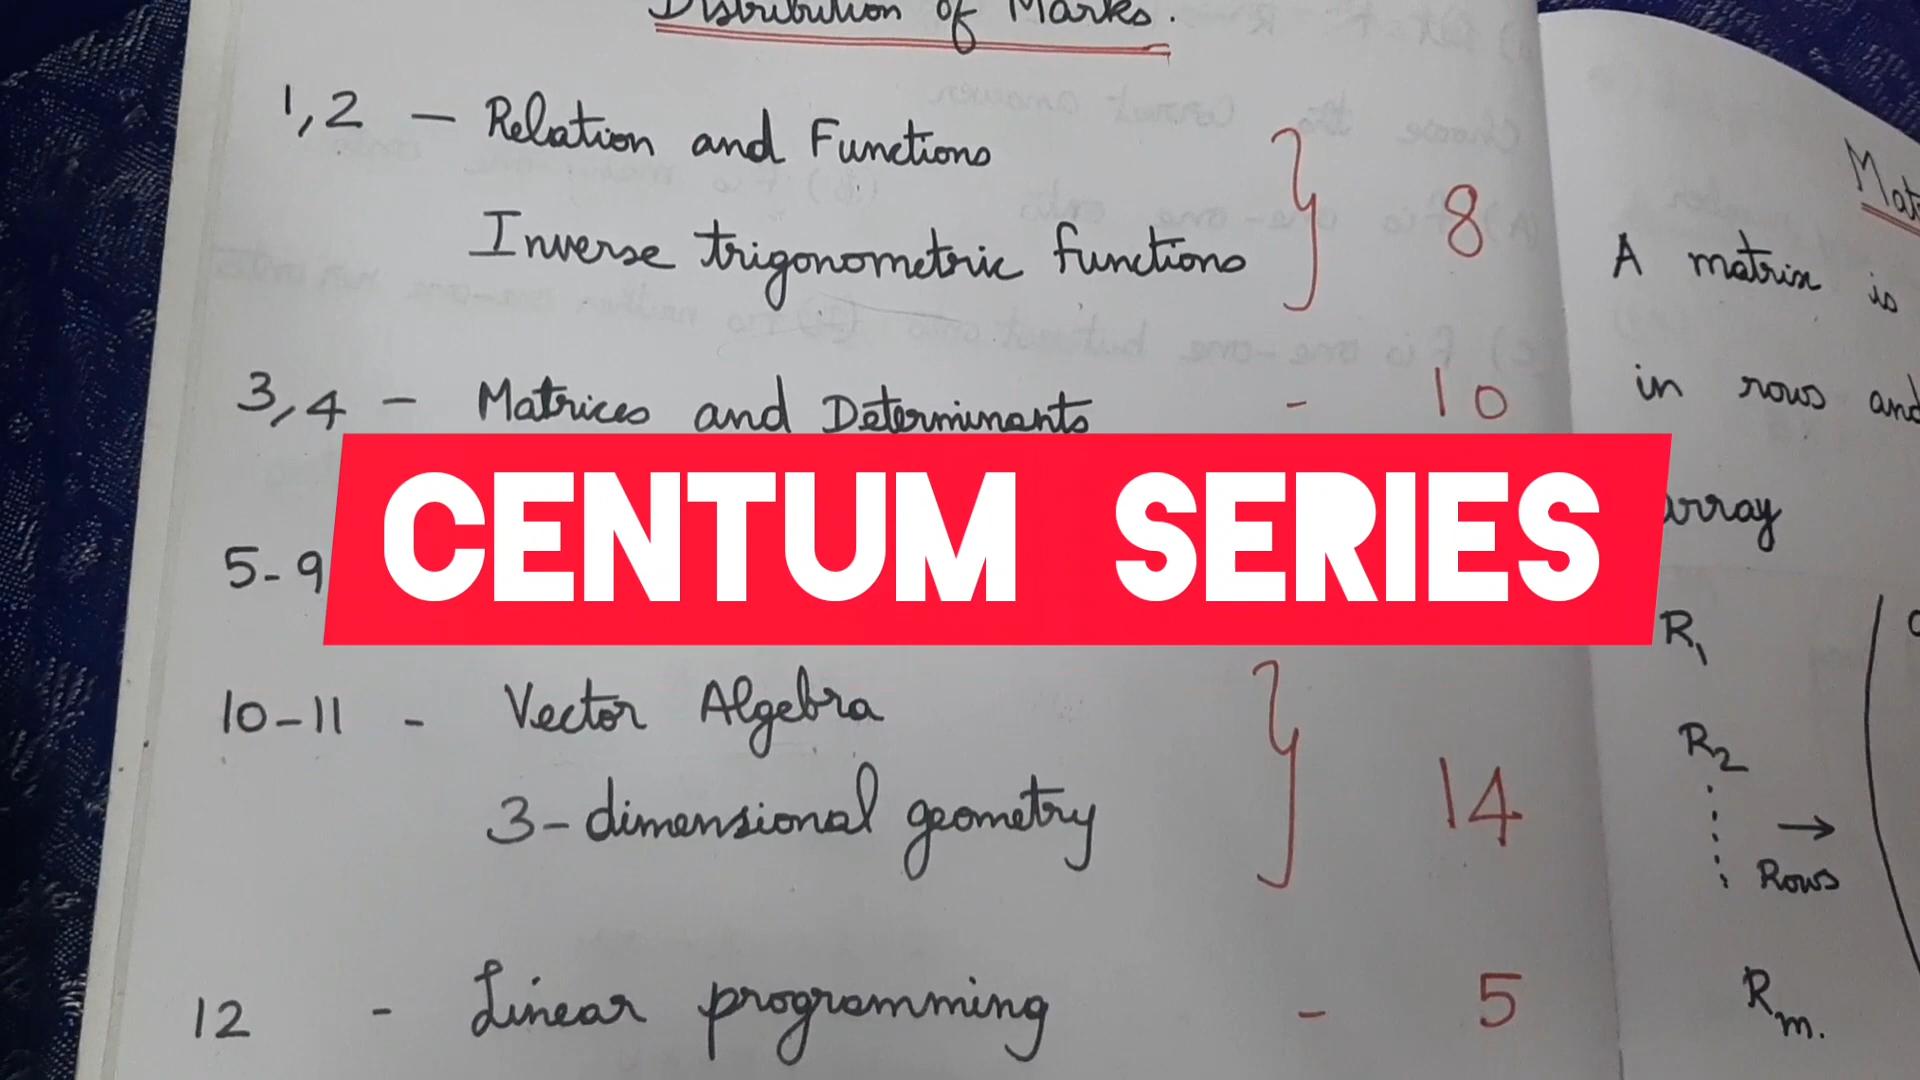 Distribution of Marks.
1,2 - Relation and Functions
Inverse trigonometric functions
8
3,4 - Matrices and Determinants - 10
5-9
CENTUM SERIES
10-11 - Vector Algebra
3-dimensional geometry
14
12 - Linear programming - 5
A matrix is
in rows and
array
R1
R2
→
Rows
Rm.